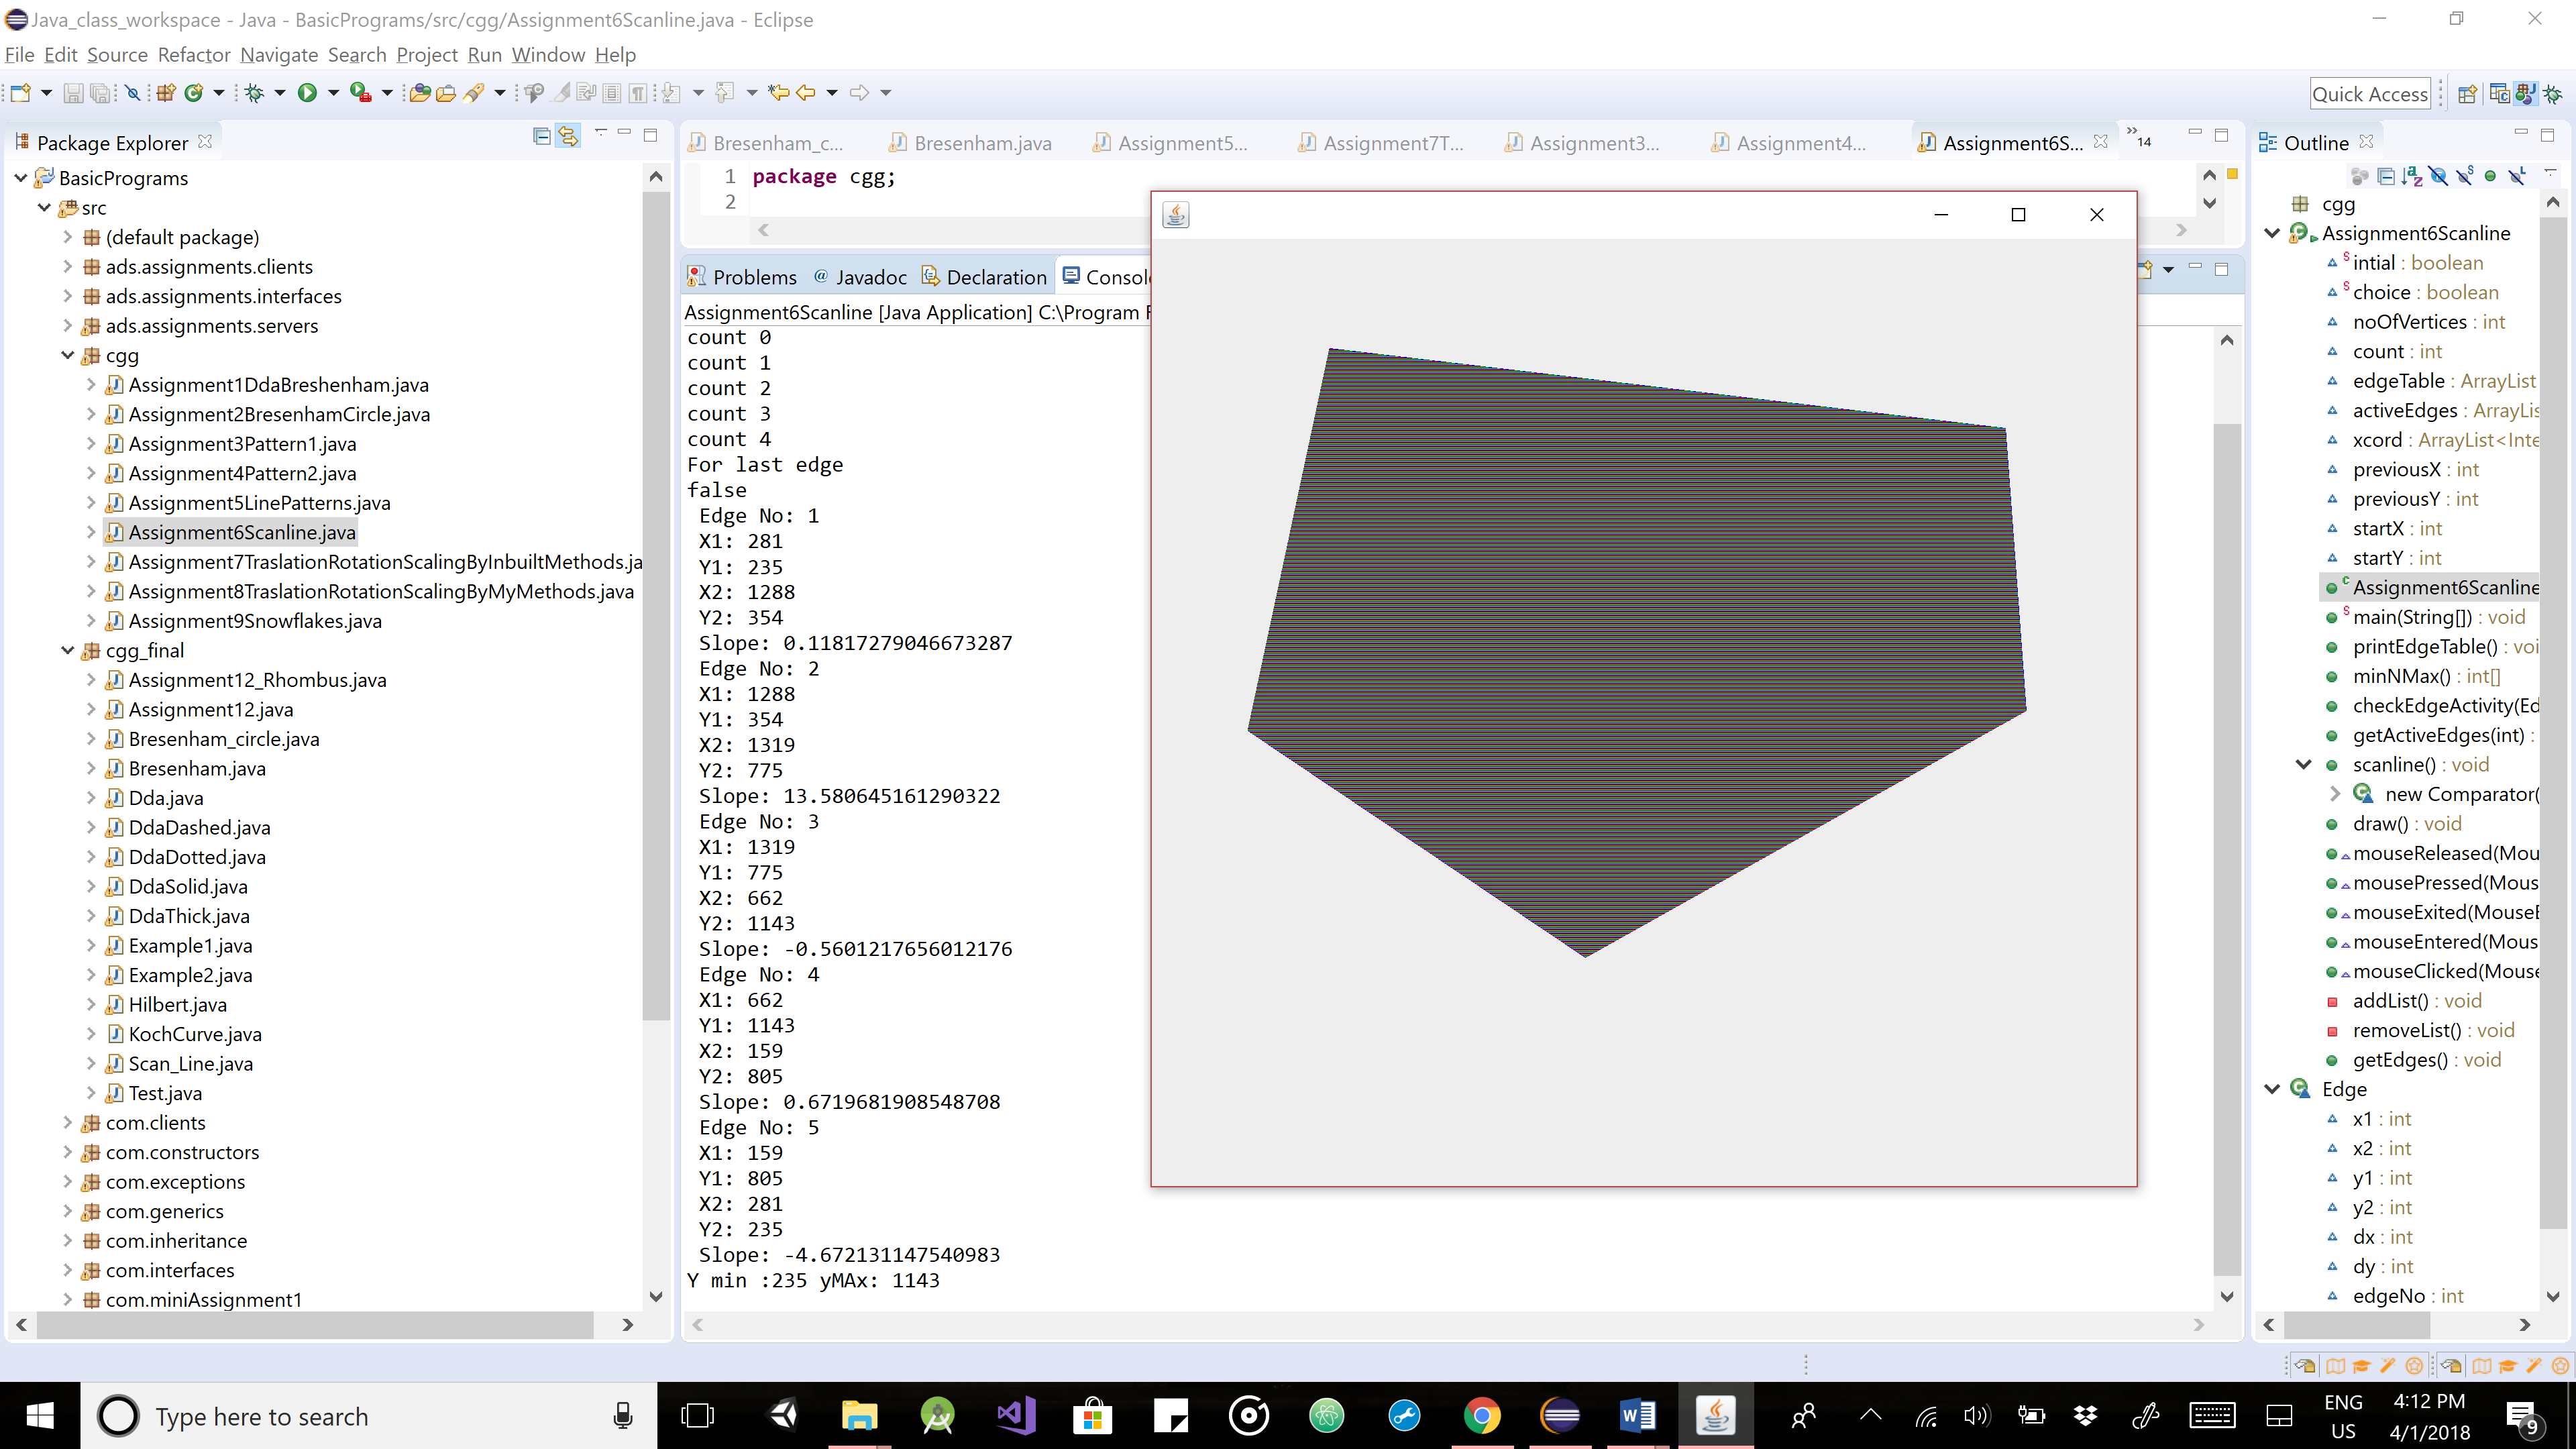 Java_class_workspace - Java - BasicPrograms/src/cgg/Assignment6Scanline.java - Eclipse
File Edit Source Refactor Navigate Search Project Run Window Help
Quick Access
Package Explorer
BasicPrograms
src
(default package)
ads.assignments.clients
ads.assignments.interfaces
ads.assignments.servers
cgg
Assignment1DdaBreshenham.java
Assignment2BresenhamCircle.java
Assignment3Pattern1.java
Assignment4Pattern2.java
Assignment5LinePatterns.java
Assignment6Scanline.java
Assignment7TraslationRotationScalingByInbuiltMethods.ja
Assignment8TraslationRotationScalingByMyMethods.java
Assignment9Snowflakes.java
cgg_final
Assignment12_Rhombus.java
Assignment12.java
Bresenham_circle.java
Bresenham.java
Dda.java
DdaDashed.java
DdaDotted.java
DdaSolid.java
DdaThick.java
Example1.java
Example2.java
Hilbert.java
KochCurve.java
Scan_Line.java
Test.java
com.clients
com.constructors
com.exceptions
com.generics
com.inheritance
com.interfaces
com.miniAssignment1
Bresenham_c... Bresenham.java Assignment5... Assignment7T... Assignment3... Assignment4... Assignment6S... »14
1 package cgg;
2
Problems @ Javadoc Declaration Consol
Assignment6Scanline [Java Application] C:\Program F
count 0
count 1
count 2
count 3
count 4
For last edge
false
Edge No: 1
X1: 281
Y1: 235
X2: 1288
Y2: 354
Slope: 0.11817279046673287
Edge No: 2
X1: 1288
Y1: 354
X2: 1319
Y2: 775
Slope: 13.580645161290322
Edge No: 3
X1: 1319
Y1: 775
X2: 662
Y2: 1143
Slope: -0.5601217656012176
Edge No: 4
X1: 662
Y1: 1143
X2: 159
Y2: 805
Slope: 0.6719681908548708
Edge No: 5
X1: 159
Y1: 805
X2: 281
Y2: 235
Slope: -4.672131147540983
Y min :235 yMAx: 1143
Outline
cgg
Assignment6Scanline
intial : boolean
choice : boolean
noOfVertices : int
count : int
edgeTable : ArrayList
activeEdges : ArrayLis
xcord : ArrayList<Inte
previousX : int
previousY : int
startX : int
startY : int
Assignment6Scanline
main(String[]) : void
printEdgeTable() : voi
minNMax() : int[]
checkEdgeActivity(Ed
getActiveEdges(int) :
scanline() : void
new Comparator(
draw() : void
mouseReleased(Mou
mousePressed(Mous
mouseExited(MouseE
mouseEntered(Mous
mouseClicked(Mouse
addList() : void
removeList() : void
getEdges() : void
Edge
x1 : int
x2 : int
y1 : int
y2 : int
dx : int
dy : int
edgeNo : int
Type here to search
ENG
US
4:12 PM
4/1/2018
9